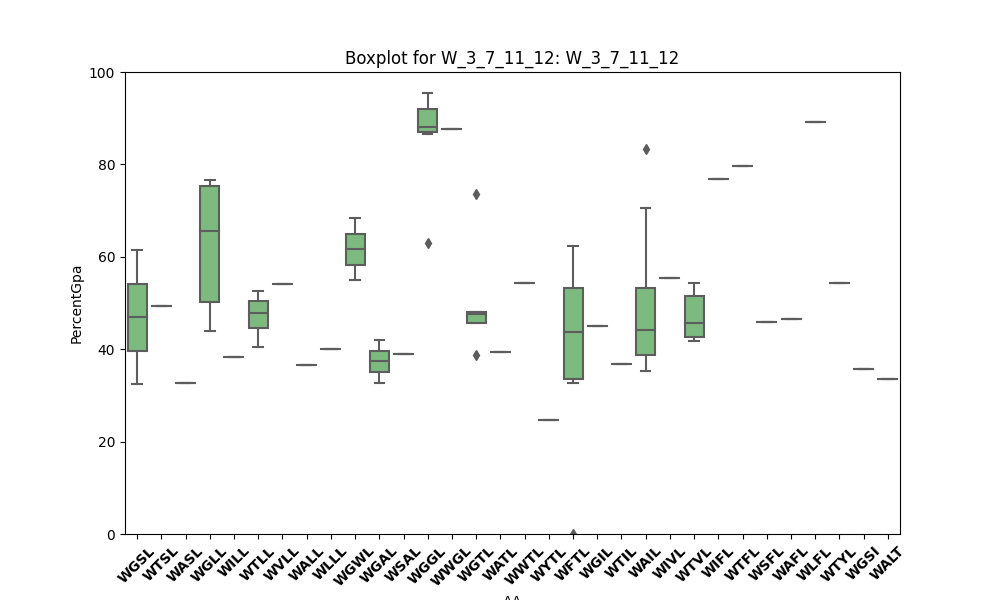 Boxplot for W_3_7_11_12: W_3_7_11_12
100
80
60
40
20
0
PercentGpa
WGSL
WTSL
WASL
WGLL
WILL
WTLL
WVLL
WALL
WLLL
WGWL
WGAL
WSAL
WGGL
WWGL
WGTL
WATL
WWTL
WYTL
WFTL
WGIL
WTIL
WAIL
WIVL
WTVL
WIFL
WTFL
WSFL
WAFL
WLFL
WTYL
WGSI
WALT